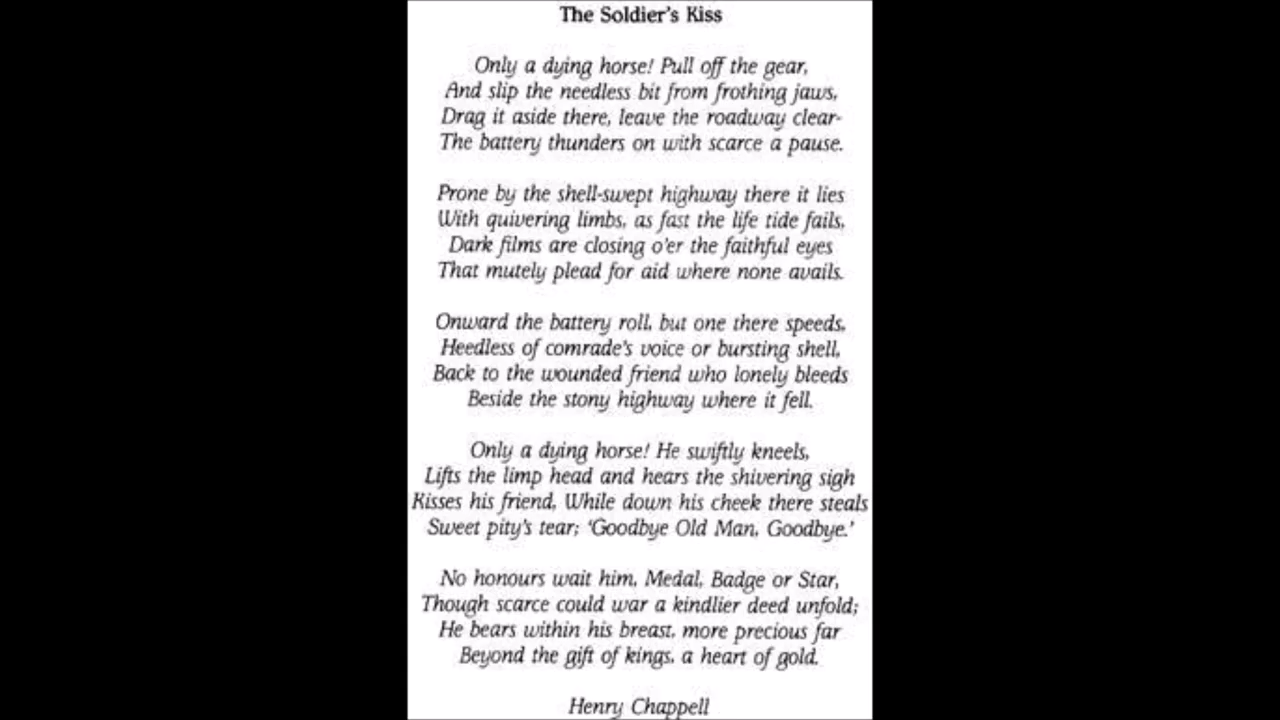 The Soldier's Kiss
Only a dying horse! Pull off the gear,
And slip the needless bit from frothing jaws,
Drag it aside there, leave the roadway clear-
The battery thunders on with scarce a pause.
Prone by the shell-swept highway there it lies
With quivering limbs, as fast the life tide fails,
Dark films are closing o'er the faithful eyes
That mutely plead for aid where none avails.
Onward the battery roll, but one there speeds,
Heedless of comrade's voice or bursting shell,
Back to the wounded friend who lonely bleeds
Beside the stony highway where it fell.
Only a dying horse! He swiftly kneels,
Lifts the limp head and hears the shivering sigh
Kisses his friend, While down his cheek there steals
Sweet pity's tear; 'Goodbye Old Man, Goodbye.'
No honours wait him, Medal, Badge or Star,
Though scarce could war a kindlier deed unfold;
He bears within his breast, more precious far
Beyond the gift of kings, a heart of gold.
Henry Chappell